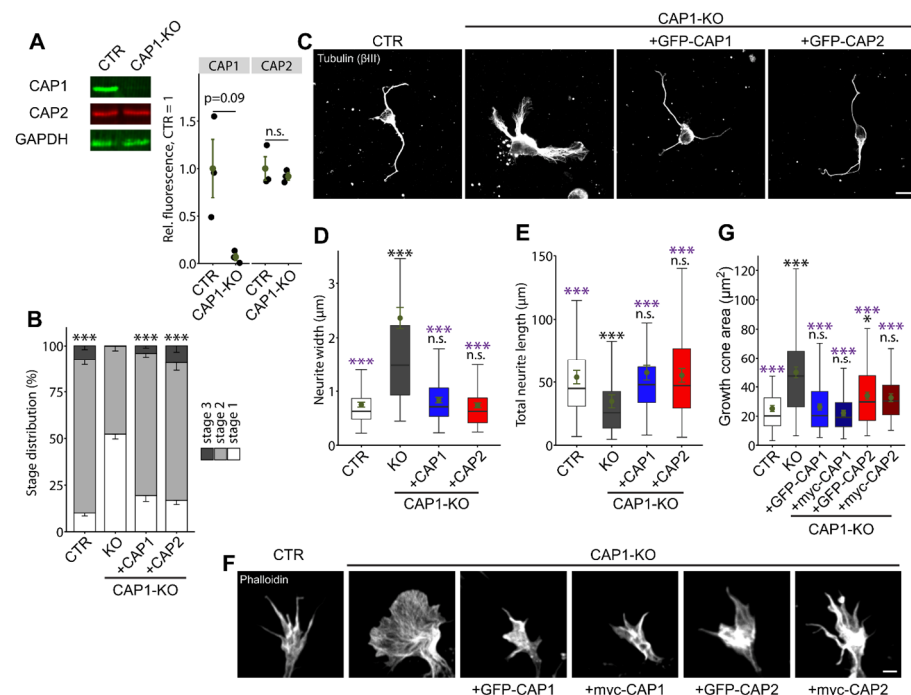 A
CTR
CAP1-KO
CAP1
CAP2
GAPDH
CAP1
CAP2
p=0.09
n.s.
Rel. fluorescence, CTR = 1
1.5
1.0
0.5
0.0
CTR
CAP1-KO
CTR
CAP1-KO
B
*** *** ***
Stage distribution (%)
100
75
50
25
0
stage 3
stage 2
stage 1
CTR
KO
+CAP1
+CAP2
CAP1-KO
C
CAP1-KO
CTR
+GFP-CAP1
+GFP-CAP2
Tubulin (βIII)
D
Neurite width (µm)
3
2
1
0
***
***
***
n.s.
***
n.s.
CTR
KO
+CAP1
+CAP2
CAP1-KO
E
Total neurite length (µm)
150
100
50
0
***
***
***
n.s.
***
n.s.
CTR
KO
+CAP1
+CAP2
CAP1-KO
G
Growth cone area (µm²)
120
100
80
60
40
20
0
***
***
***
n.s.
***
n.s.
***
*
***
n.s.
CTR
KO
+GFP-CAP1
+myc-CAP1
+GFP-CAP2
+myc-CAP2
CAP1-KO
F
CTR
CAP1-KO
Phalloidin
+GFP-CAP1
+myc-CAP1
+GFP-CAP2
+myc-CAP2